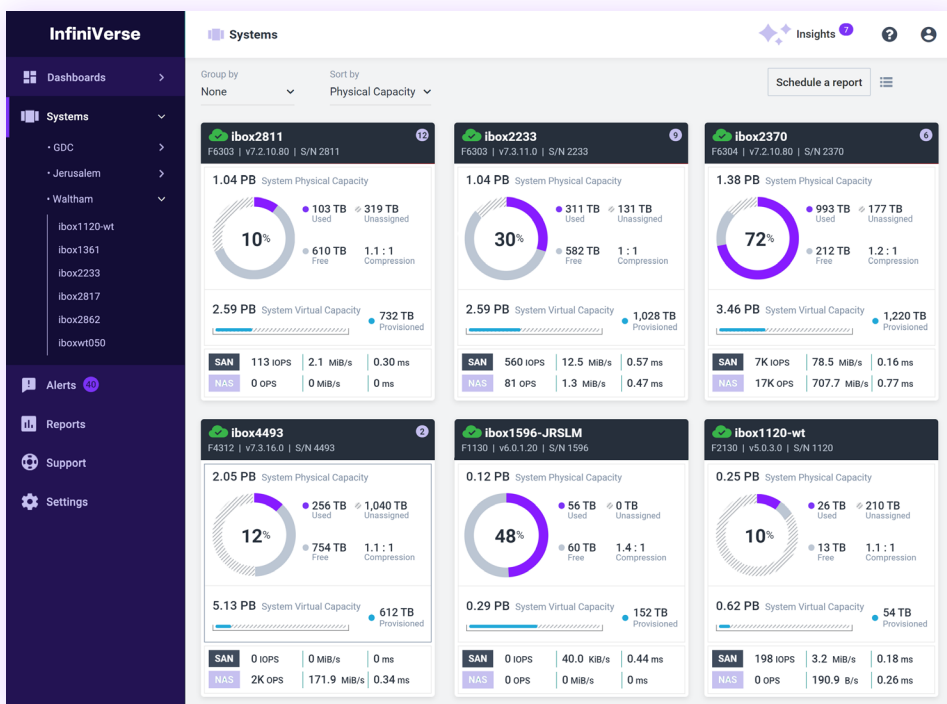 InfiniVerse
Systems
Insights 7
Dashboards
Systems
• GDC
• Jerusalem
• Waltham
ibox1120-wt
ibox1361
ibox2233
ibox2817
ibox2862
iboxwt050
Alerts 40
Reports
Support
Settings
Group by
None
Sort by
Physical Capacity
Schedule a report
ibox2811 12
F6303 | v7.2.10.80 | S/N 2811
1.04 PB System Physical Capacity
10%
103 TB 319 TB
Used Unassigned
610 TB 1.1 : 1
Free Compression
2.59 PB System Virtual Capacity
732 TB
Provisioned
SAN 113 IOPS 2.1 MiB/s 0.30 ms
NAS 0 OPS 0 MiB/s 0 ms
ibox2233 9
F6303 | v7.3.11.0 | S/N 2233
1.04 PB System Physical Capacity
30%
311 TB 131 TB
Used Unassigned
582 TB 1 : 1
Free Compression
2.59 PB System Virtual Capacity
1,028 TB
Provisioned
SAN 560 IOPS 12.5 MiB/s 0.57 ms
NAS 81 OPS 1.3 MiB/s 0.47 ms
ibox2370 6
F6304 | v7.2.10.80 | S/N 2370
1.38 PB System Physical Capacity
72%
993 TB 177 TB
Used Unassigned
212 TB 1.2 : 1
Free Compression
3.46 PB System Virtual Capacity
1,220 TB
Provisioned
SAN 7K IOPS 78.5 MiB/s 0.16 ms
NAS 17K OPS 707.7 MiB/s 0.77 ms
ibox4493 2
F4312 | v7.3.16.0 | S/N 4493
2.05 PB System Physical Capacity
12%
256 TB 1,040 TB
Used Unassigned
754 TB 1.1 : 1
Free Compression
5.13 PB System Virtual Capacity
612 TB
Provisioned
SAN 0 IOPS 0 MiB/s 0 ms
NAS 2K OPS 171.9 MiB/s 0.34 ms
ibox1596-JRSLM
F1130 | v6.0.1.20 | S/N 1596
0.12 PB System Physical Capacity
48%
56 TB 0 TB
Used Unassigned
60 TB 1.4 : 1
Free Compression
0.29 PB System Virtual Capacity
152 TB
Provisioned
SAN 0 IOPS 40.0 KiB/s 0.44 ms
NAS 0 OPS 0 MiB/s 0 ms
ibox1120-wt
F2130 | v5.0.3.0 | S/N 1120
0.25 PB System Physical Capacity
10%
26 TB 210 TB
Used Unassigned
13 TB 1.1 : 1
Free Compression
0.62 PB System Virtual Capacity
54 TB
Provisioned
SAN 198 IOPS 3.2 MiB/s 0.18 ms
NAS 0 OPS 190.9 B/s 0.26 ms